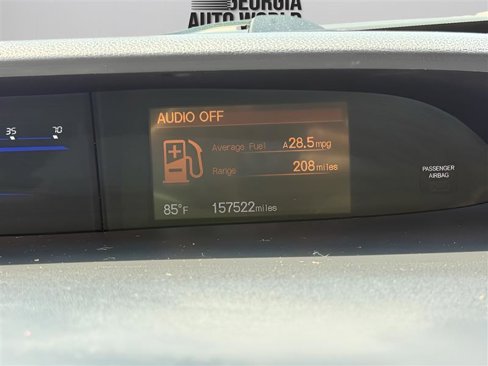 GEORGIA
AUTO WORLD
35 70
AUDIO OFF
Average Fuel A28.5mpg
Range 208miles
PASSENGER
AIRBAG
85°F 157522miles